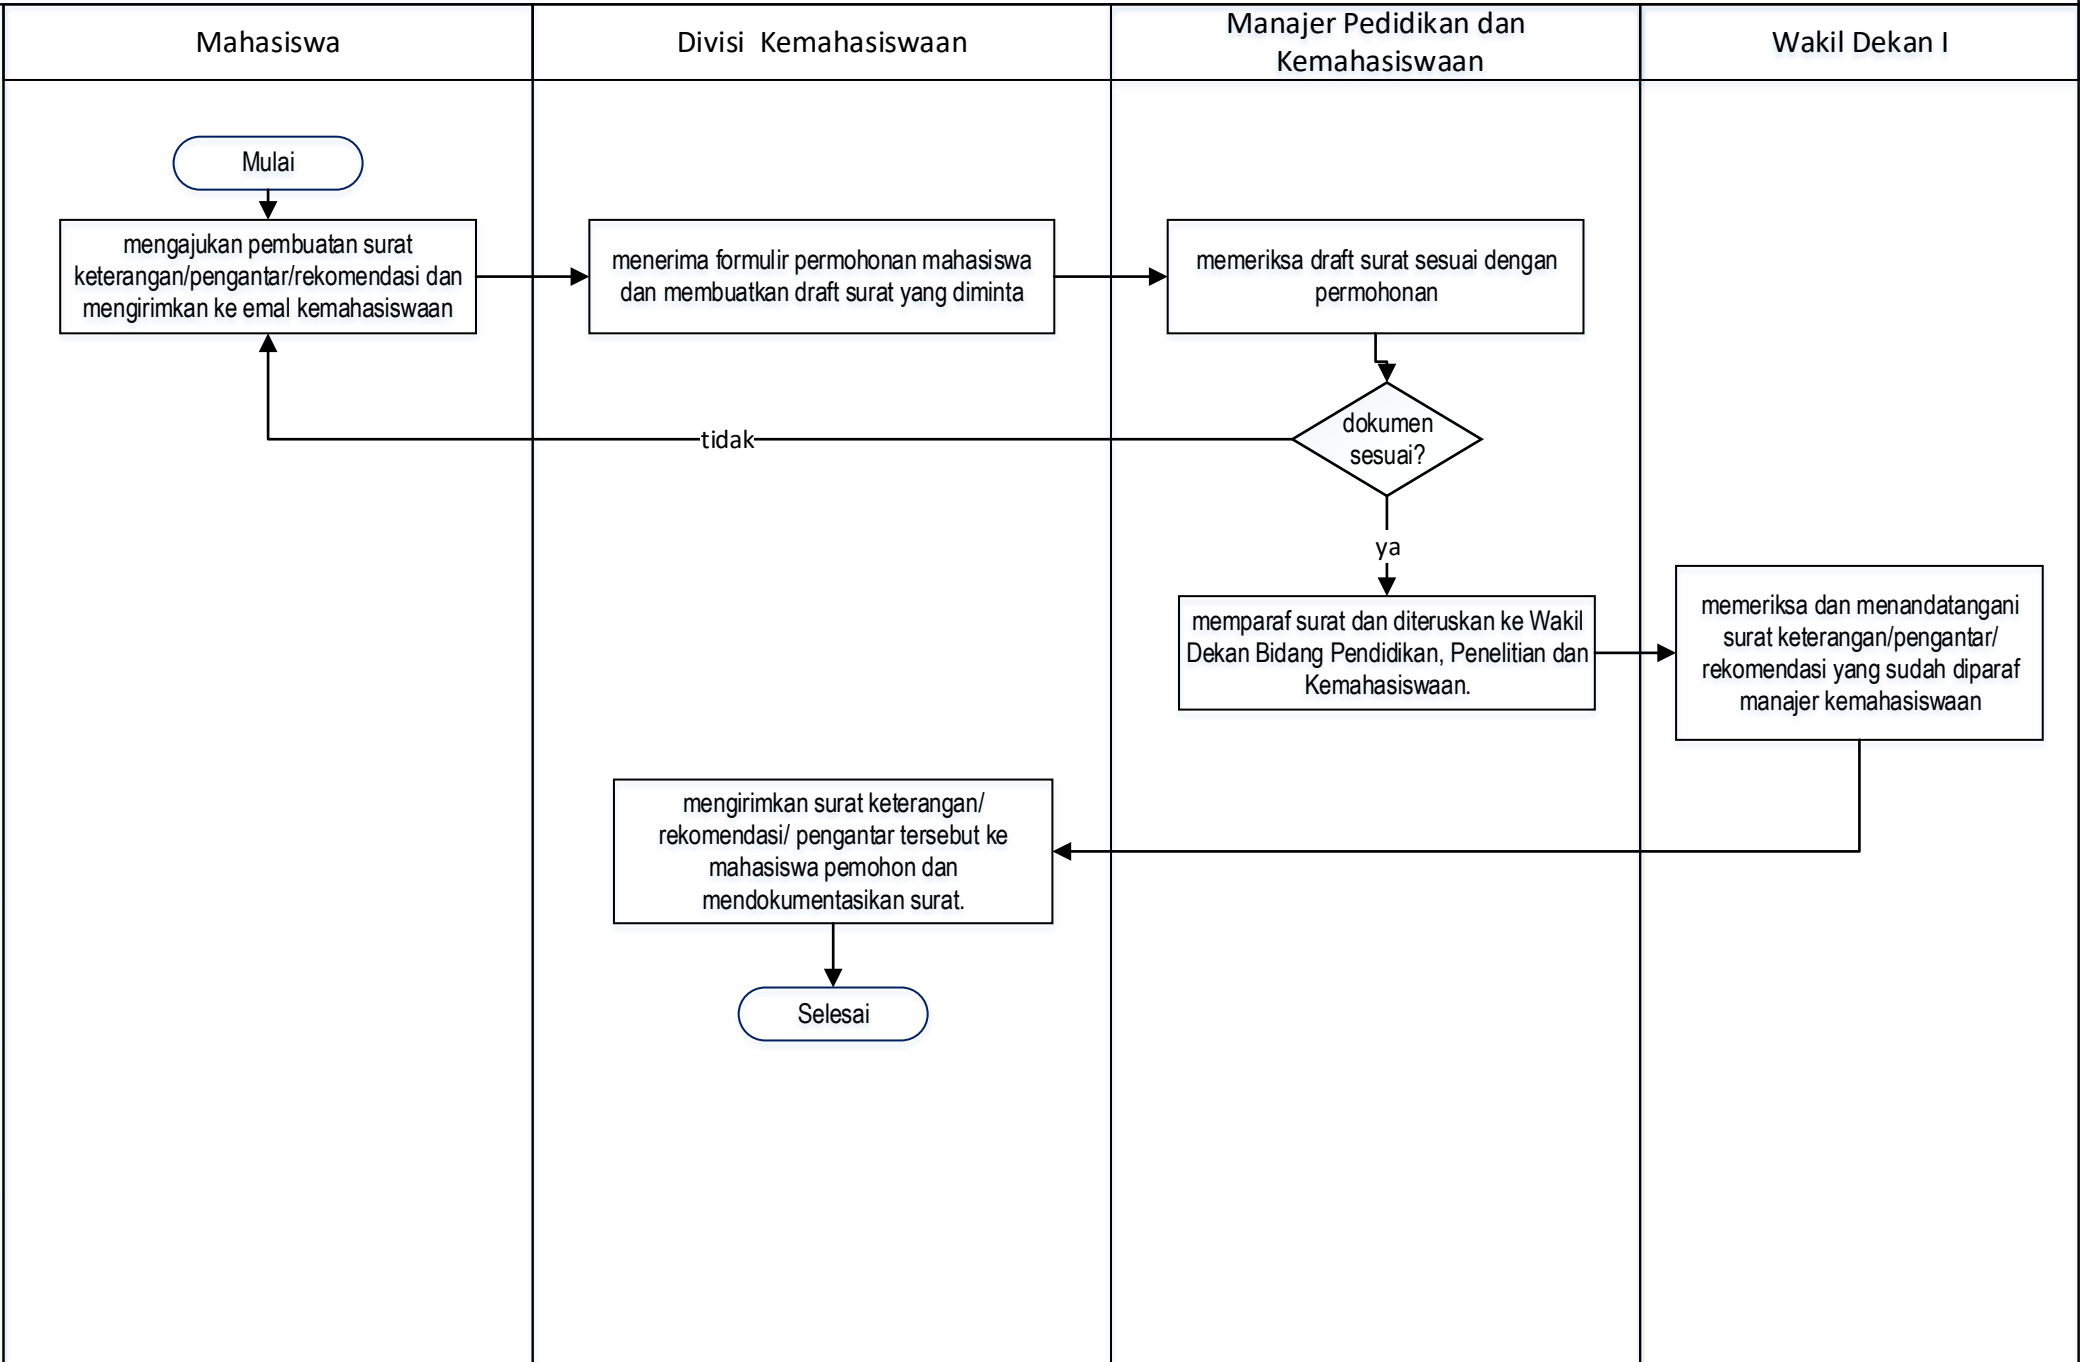 Mahasiswa
Divisi  Kemahasiswaan
Manajer Pedidikan dan
Kemahasiswaan
Wakil Dekan I
Mulai
mengajukan pembuatan surat
keterangan/pengantar/rekomendasi dan
mengirimkan ke emal kemahasiswaan
menerima formulir permohonan mahasiswa
dan membuatkan draft surat yang diminta
memeriksa draft surat sesuai dengan
permohonan
dokumen
sesuai?
tidak
ya
memparaf surat dan diteruskan ke Wakil
Dekan Bidang Pendidikan, Penelitian dan
Kemahasiswaan.
memeriksa dan menandatangani
surat keterangan/pengantar/
rekomendasi yang sudah diparaf
manajer kemahasiswaan
mengirimkan surat keterangan/
rekomendasi/ pengantar tersebut ke
mahasiswa pemohon dan
mendokumentasikan surat.
Selesai